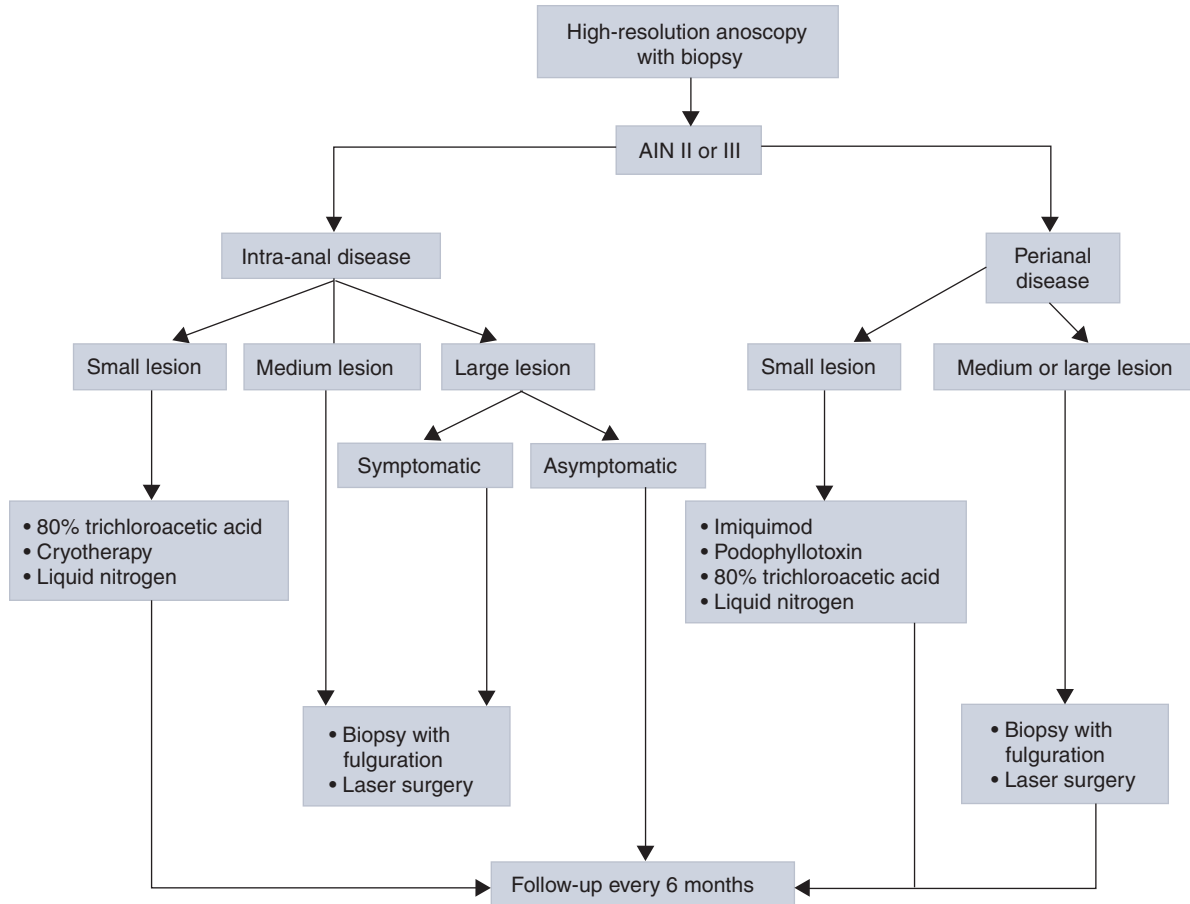 High-resolution anoscopy
with biopsy
AIN II or III
Intra-anal disease
Perianal
disease
Small lesion
Medium lesion
Large lesion
Small lesion
Medium or large lesion
Symptomatic
Asymptomatic
• 80% trichloroacetic acid
• Cryotherapy
• Liquid nitrogen
• Imiquimod
• Podophyllotoxin
• 80% trichloroacetic acid
• Liquid nitrogen
• Biopsy with
fulguration
• Laser surgery
• Biopsy with
fulguration
• Laser surgery
Follow-up every 6 months